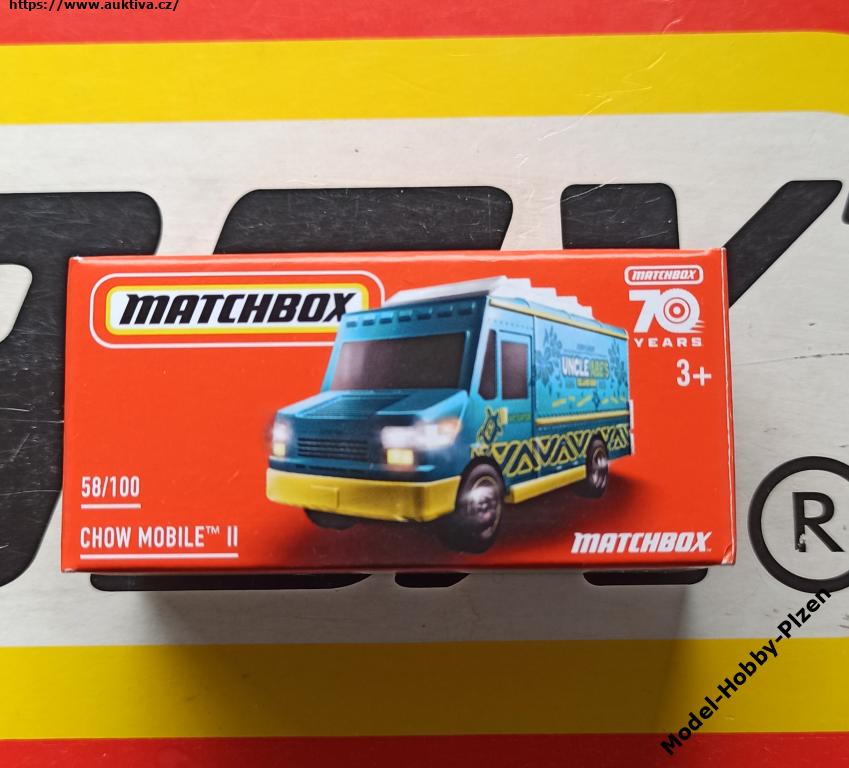 https://www.auktiva.cz/
MATCHBOX
MATCHBOX
70
YEARS
3+
UNCLE ABE'S
58/100
CHOW MOBILE™ II
MATCHBOX™
®
Model-Hobby-Plzen